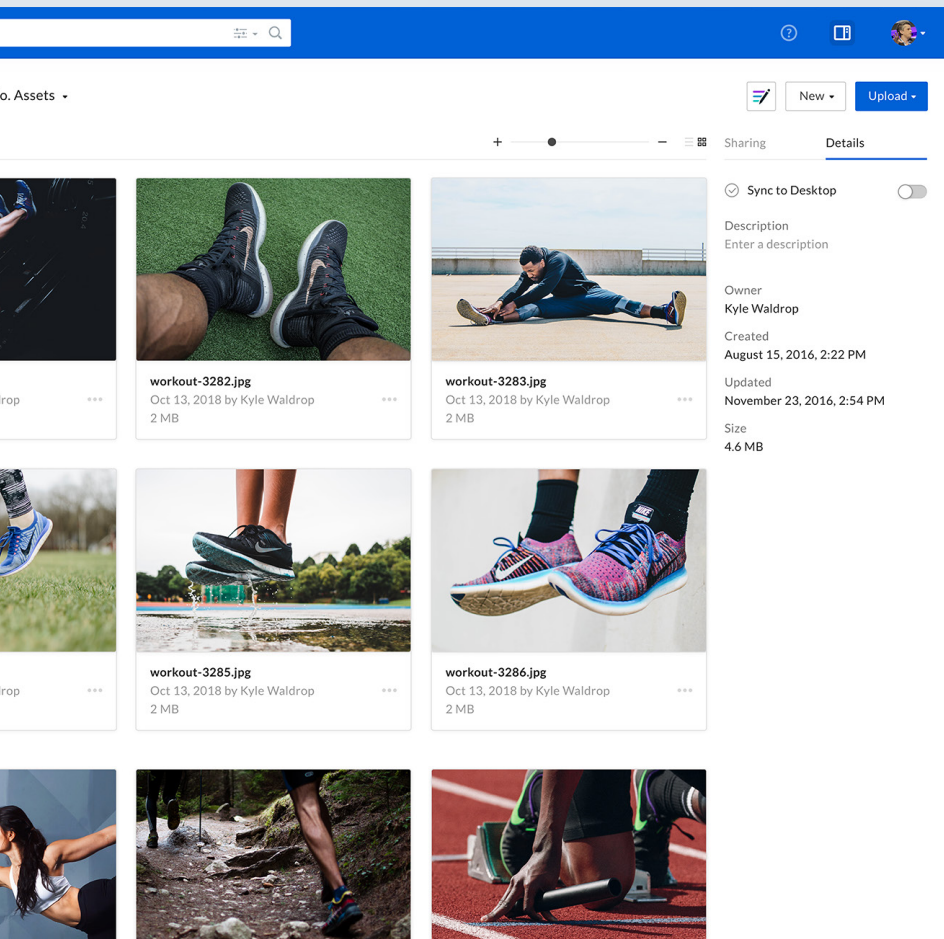 ?
o. Assets
New
Upload
+
−
Sharing
Details
Sync to Desktop
Description
Enter a description
Owner
Kyle Waldrop
Created
August 15, 2016, 2:22 PM
Updated
November 23, 2016, 2:54 PM
Size
4.6 MB
workout-3282.jpg
workout-3283.jpg
rop
Oct 13, 2018 by Kyle Waldrop
Oct 13, 2018 by Kyle Waldrop
2 MB
2 MB
NIKE
workout-3285.jpg
workout-3286.jpg
rop
Oct 13, 2018 by Kyle Waldrop
Oct 13, 2018 by Kyle Waldrop
2 MB
2 MB